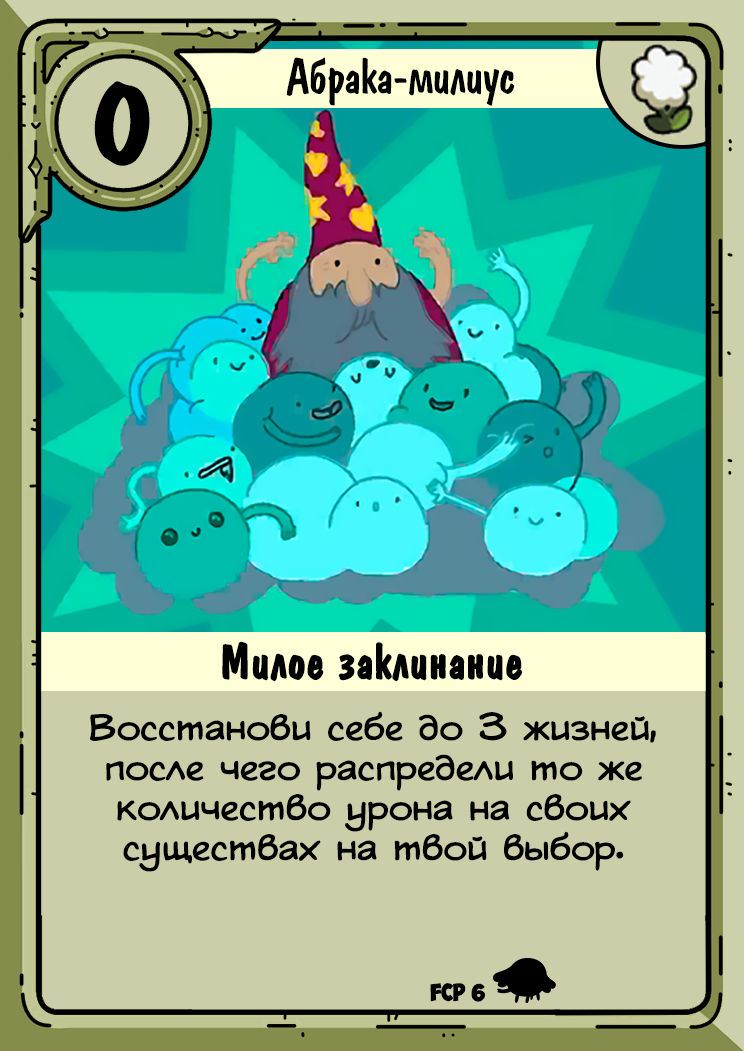 0
Абрака-милиус
Милое заклинание
Восстанови себе до 3 жизней,
после чего распредели то же
количество урона на своих
существах на твой выбор.
FCP 6